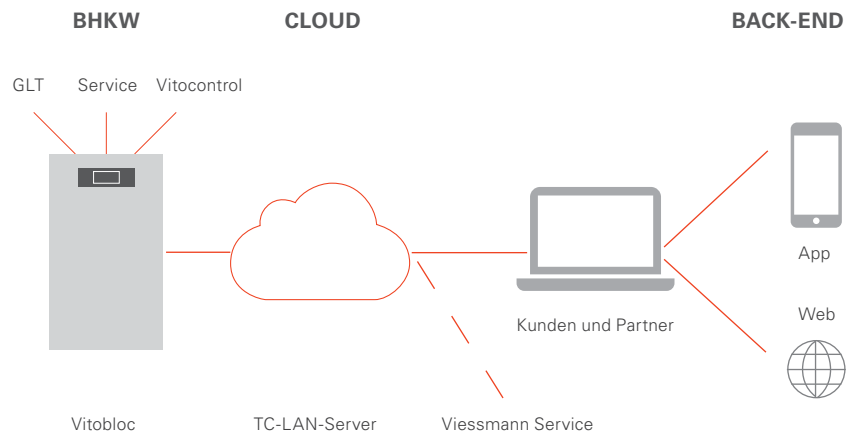 BHKW CLOUD BACK-END
GLT Service Vitocontrol
App
Web
Kunden und Partner
Vitobloc TC-LAN-Server Viessmann Service